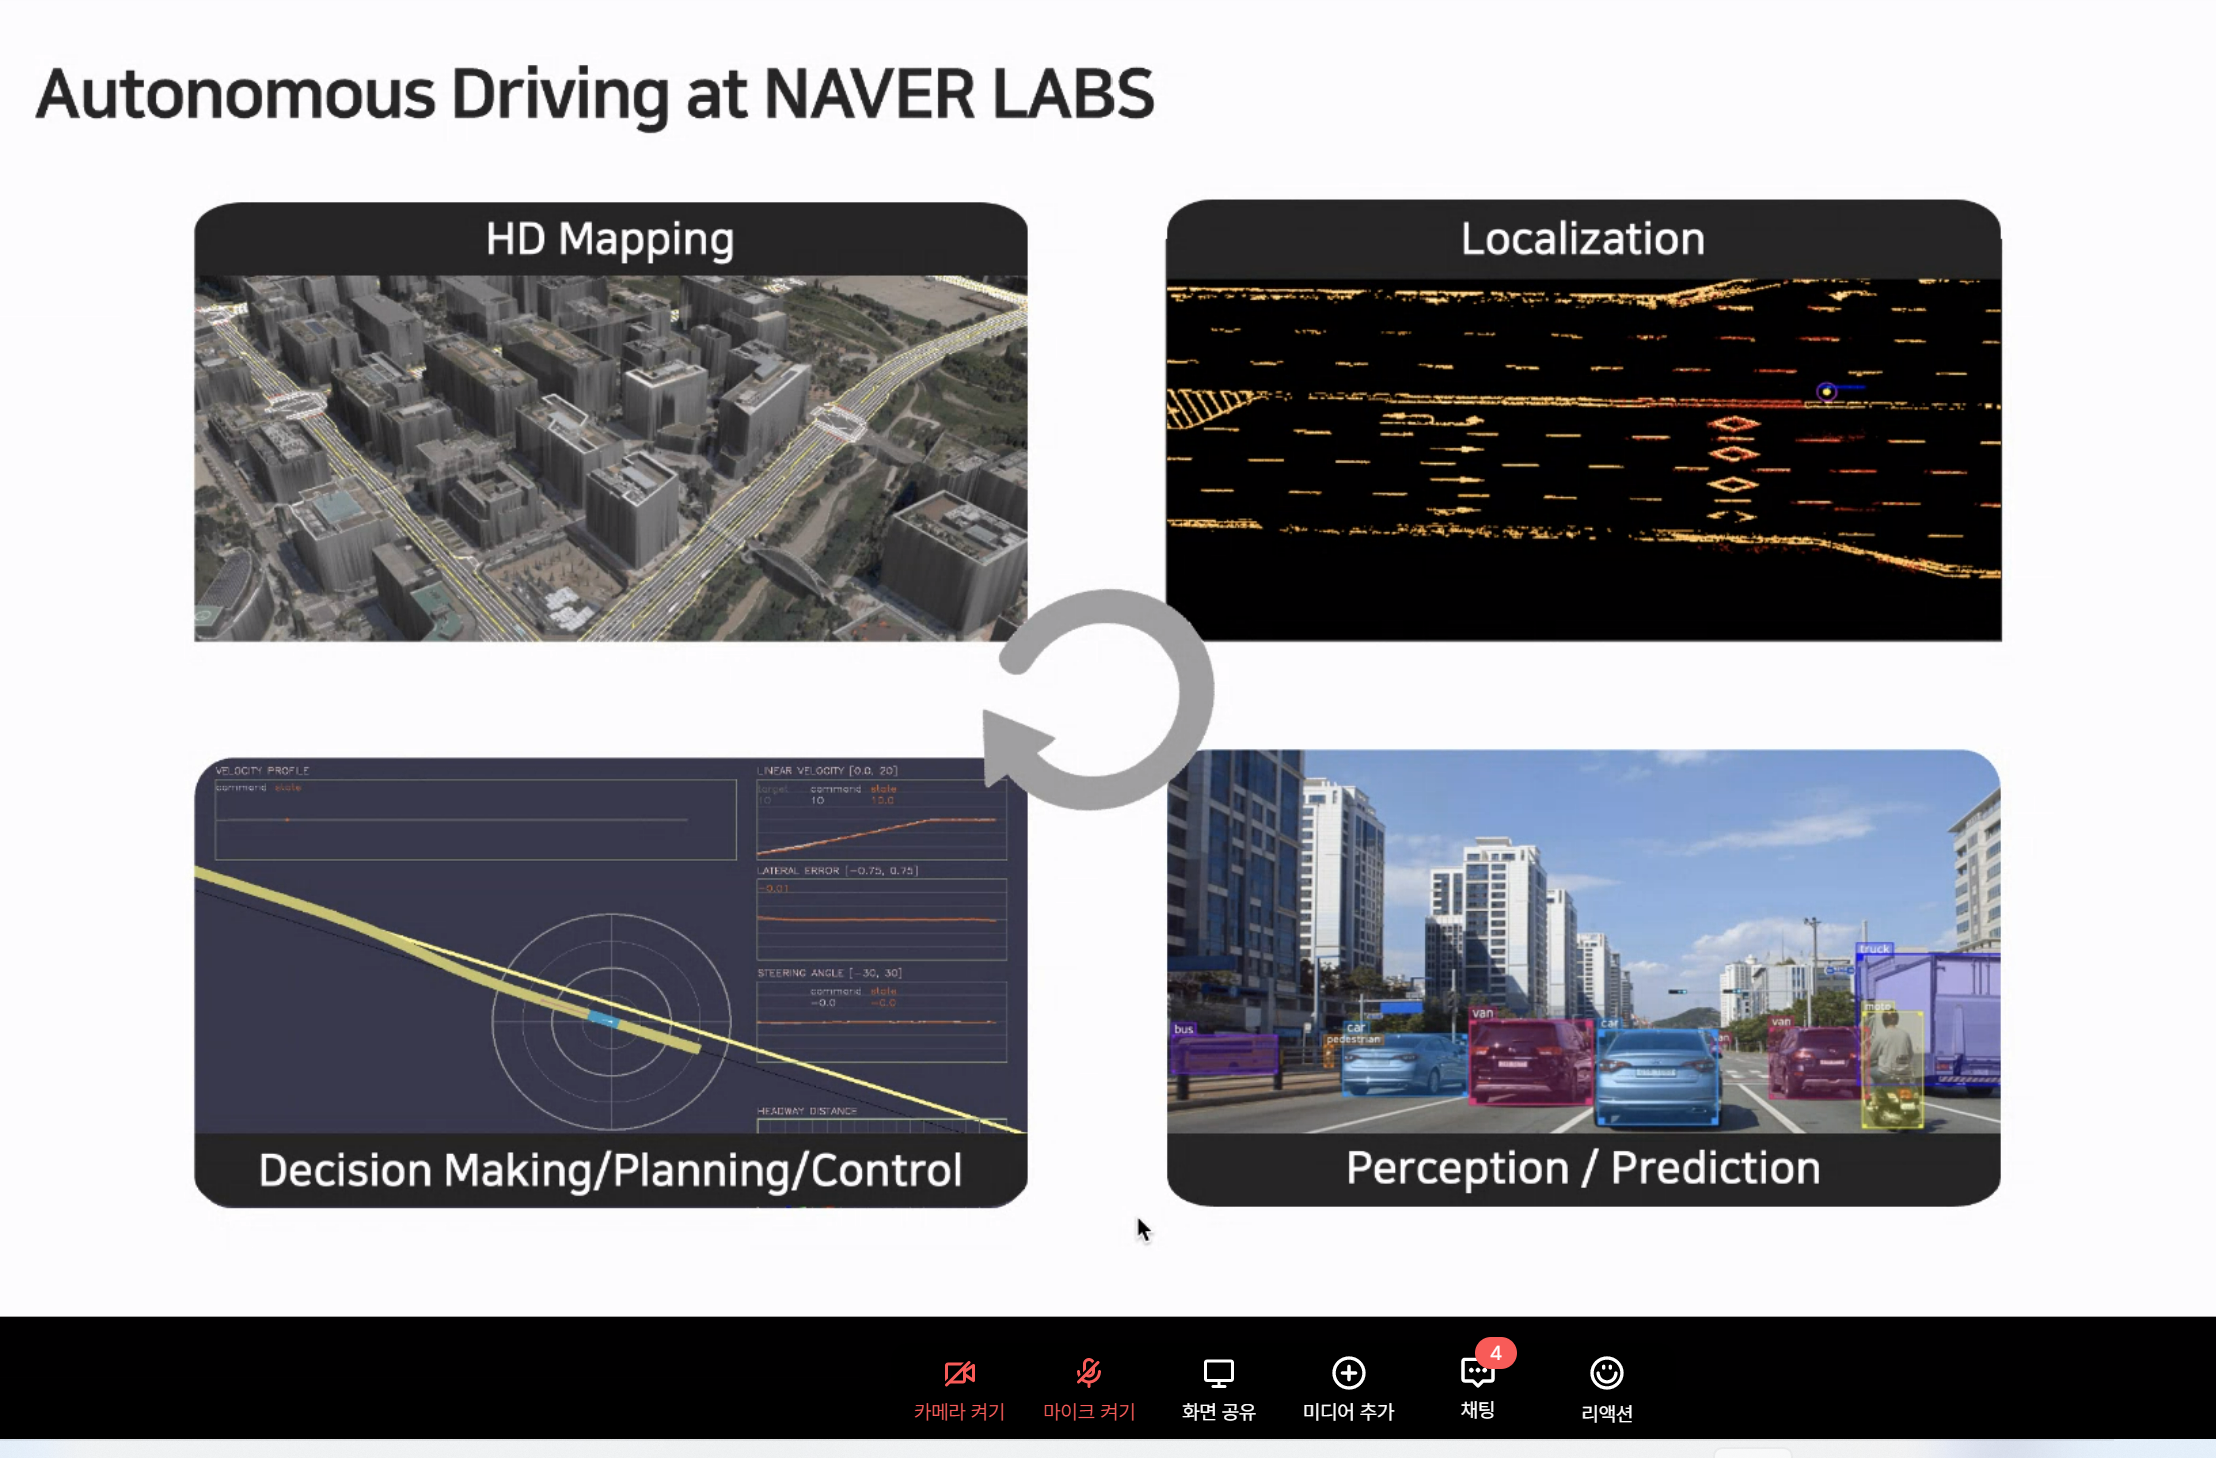 Autonomous Driving at NAVER LABS
HD Mapping
Localization
VELOCITY PROFILE
command state
LINEAR VELOCITY [0.0, 20]
target command state
10 10 10.0
LATERAL ERROR [-0.75, 0.75]
-0.01
STEERING ANGLE [-30, 30]
command state
-0.0 -0.0
HEADWAY DISTANCE
Decision Making/Planning/Control
bus
pedestrian
car
van
car
van
truck
moto
Perception / Prediction
4
카메라 켜기
마이크 켜기
화면 공유
미디어 추가
채팅
리액션